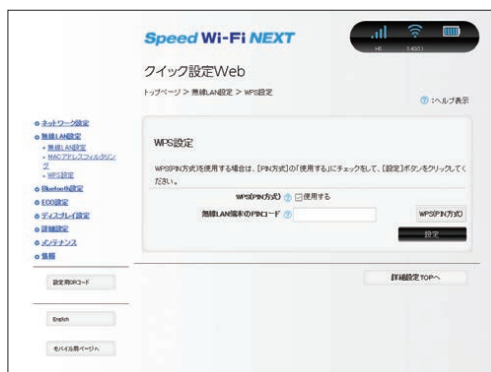 Speed Wi-Fi NEXT
クイック設定Web
トップページ > 無線LAN設定 > WPS設定
:ヘルプ表示
ネットワーク設定
無線LAN設定
- 無線LAN設定
- MACアドレスフィルタリング
- WPS設定
Bluetooth設定
ECO設定
ディスプレイ設定
詳細設定
メンテナンス
情報
設定用QRコード
English
モバイル用ページへ
WPS設定
WPS(PIN方式)を使用する場合は、[PIN方式]の「使用する」にチェックをして、[設定]ボタンをクリックしてください。
WPS(PIN方式) 使用する
無線LAN端末のPINコード
WPS(PIN方式)
設定
詳細設定TOPへ